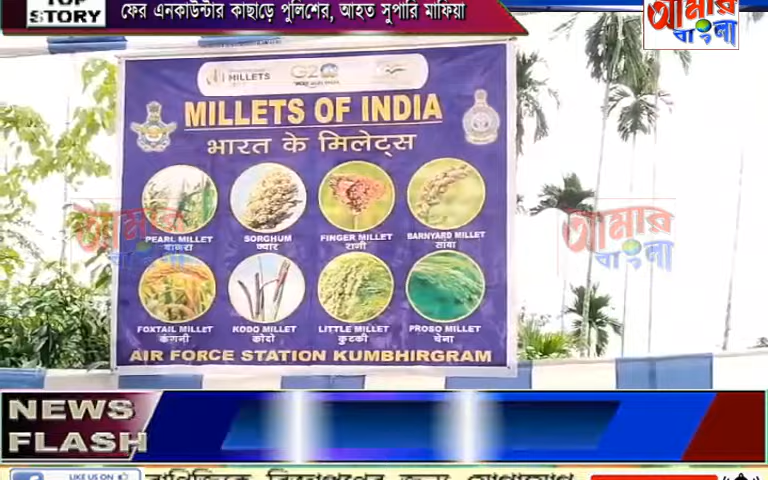 TOP
STORY
ফের এনকাউন্টার কাছাড়ে পুলিশের, আহত সুপারি মাফিয়া
আমার
বাংলা
MILLETS
G20
MILLETS OF INDIA
भारत के मिलेट्स
PEARL MILLET
बाजरा
SORGHUM
ज्वार
FINGER MILLET
रागी
BARNYARD MILLET
सांबा
আমার
বাংলা
আমার
বাংলা
FOXTAIL MILLET
कंगनी
KODO MILLET
कोदो
LITTLE MILLET
कुटकी
PROSO MILLET
चेना
AIR FORCE STATION KUMBHIRGRAM
NEWS
FLASH
LIKE US ON